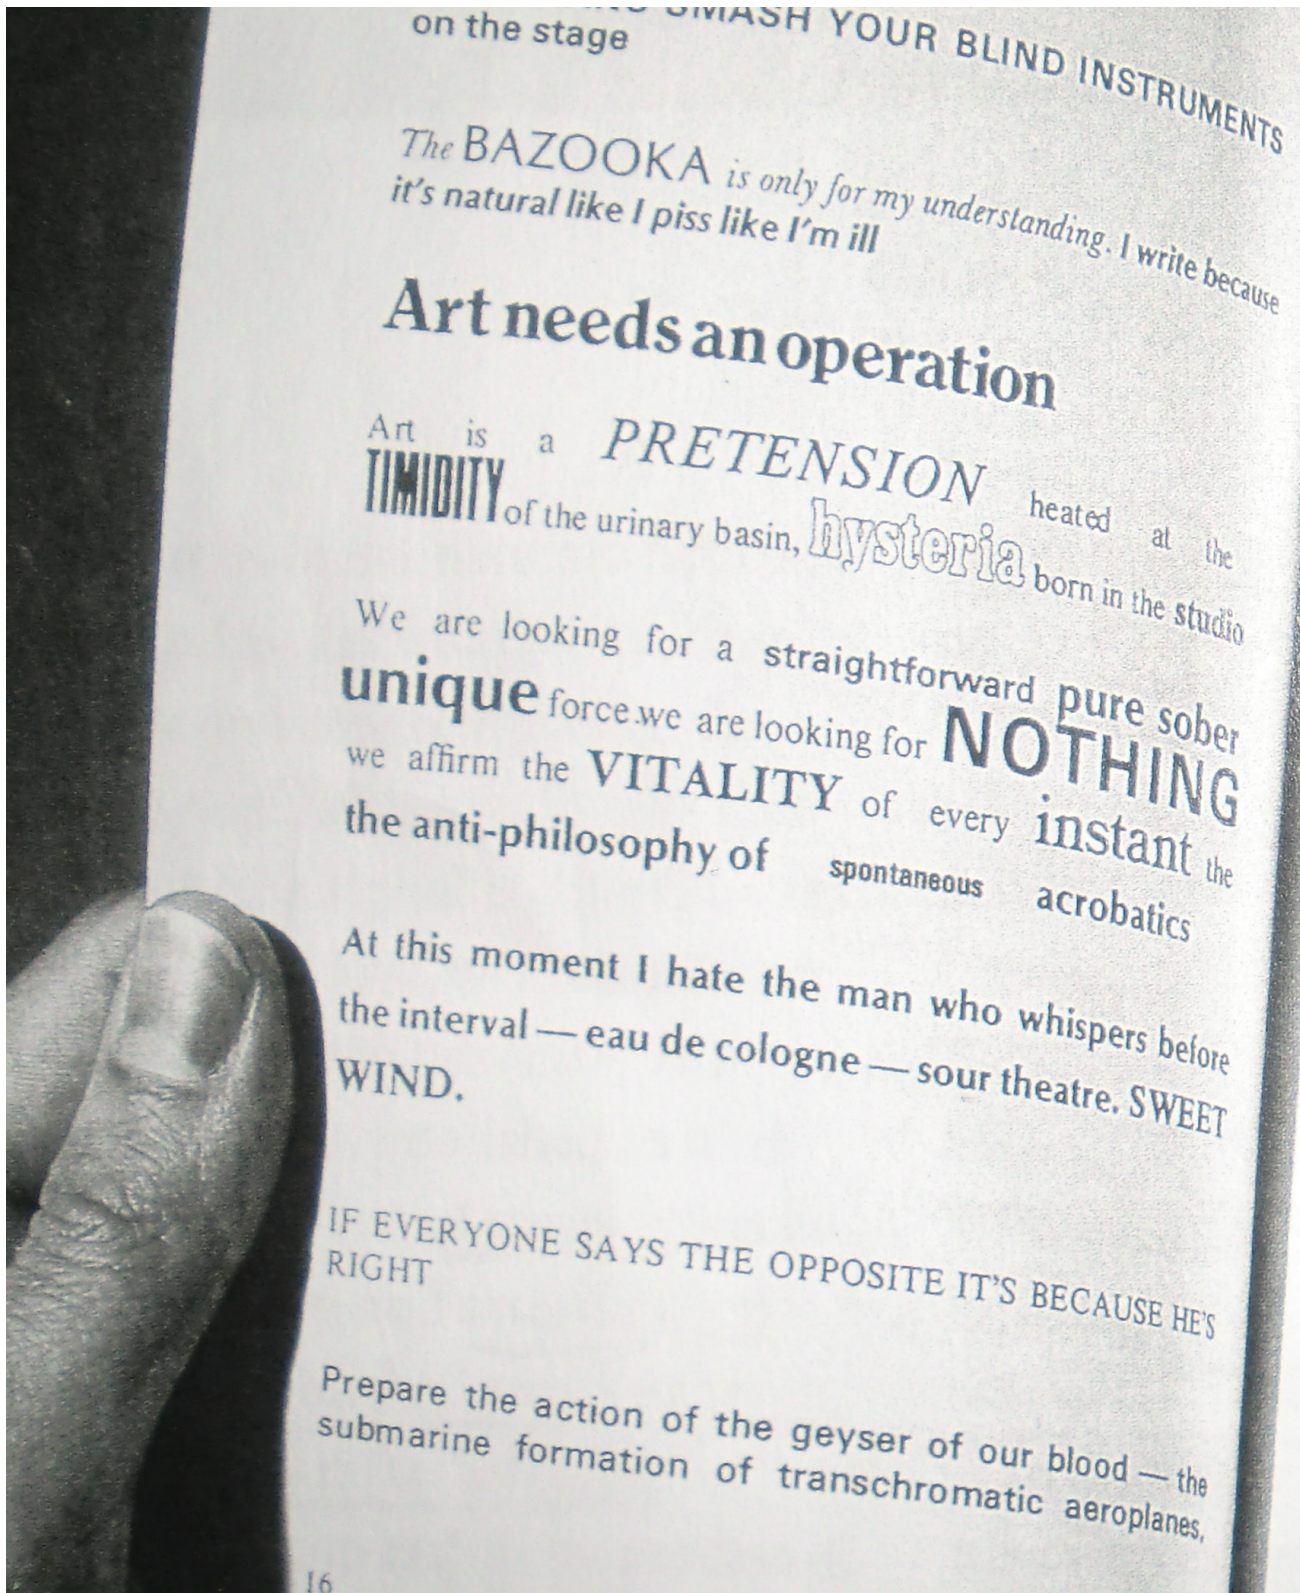 SMASH YOUR BLIND INSTRUMENTS
on the stage
The BAZOOKA is only for my understanding. I write because
it's natural like I piss like I'm ill
Art needs an operation
Art is a PRETENSION heated at the
TIMIDITY of the urinary basin, hysteria born in the studio
We are looking for a straightforward pure sober
unique force.we are looking for NOTHING
we affirm the VITALITY of every instant the
the anti-philosophy of spontaneous acrobatics
At this moment I hate the man who whispers before
the interval — eau de cologne — sour theatre. SWEET
WIND.
IF EVERYONE SAYS THE OPPOSITE IT'S BECAUSE HE'S
RIGHT
Prepare the action of the geyser of our blood — the
submarine formation of transchromatic aeroplanes,
16